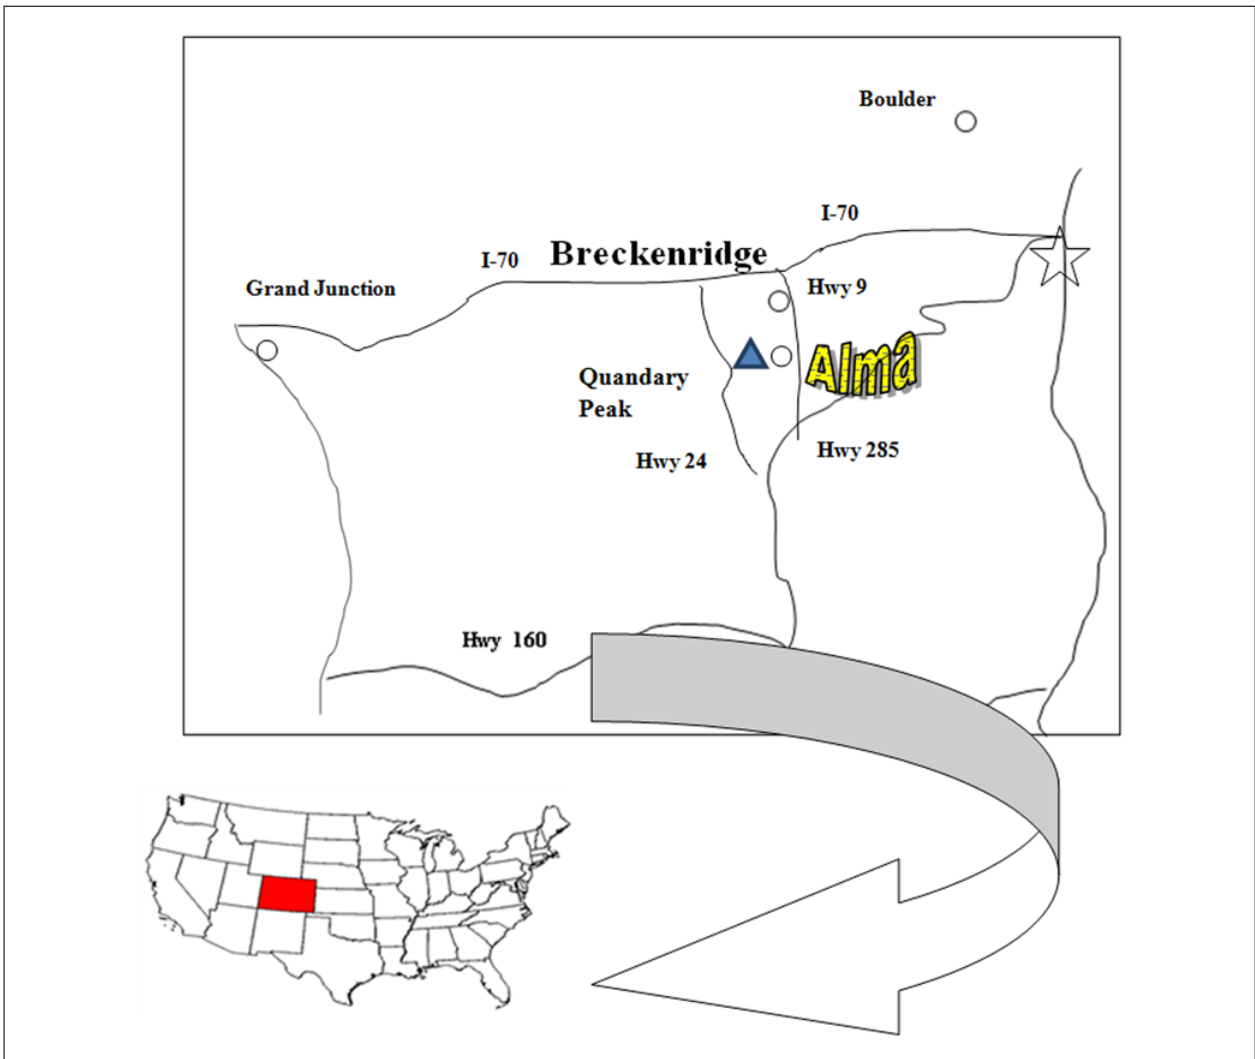 Boulder
I-70
I-70
Breckenridge
Grand Junction
Hwy 9
Alma
Quandary
Peak
Hwy 285
Hwy 24
Hwy 160